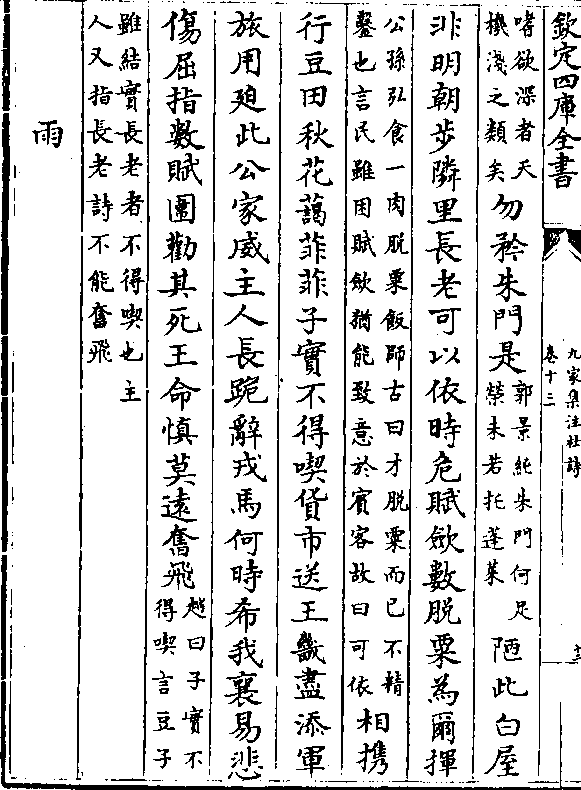 欽定四庫全書
九家集注杜詩
卷十三
嗜欲深者天
機淺之類矣
勿矜朱門是
郭景純朱門何足
榮未若托蓬萊
陋此白屋
非明朝步隣里長老可以依時危賦歛數脫粟為爾揮
公孫弘食一肉脫粟飯師古曰才脫粟而已不精
鑿也言民雖困賦歛猶能致意於賓客故曰可依
相携
行豆田秋花藹菲菲子實不得喫貨市送王畿盡添軍
旅用廹此公家威主人長跪辭戎馬何時希我襄易悲
傷屈指數賊圍勸其死王命慎莫遠奮飛
趙曰子實不
得喫言豆子
雖結實長老者不得喫也主
人又指長老詩不能奮飛
雨